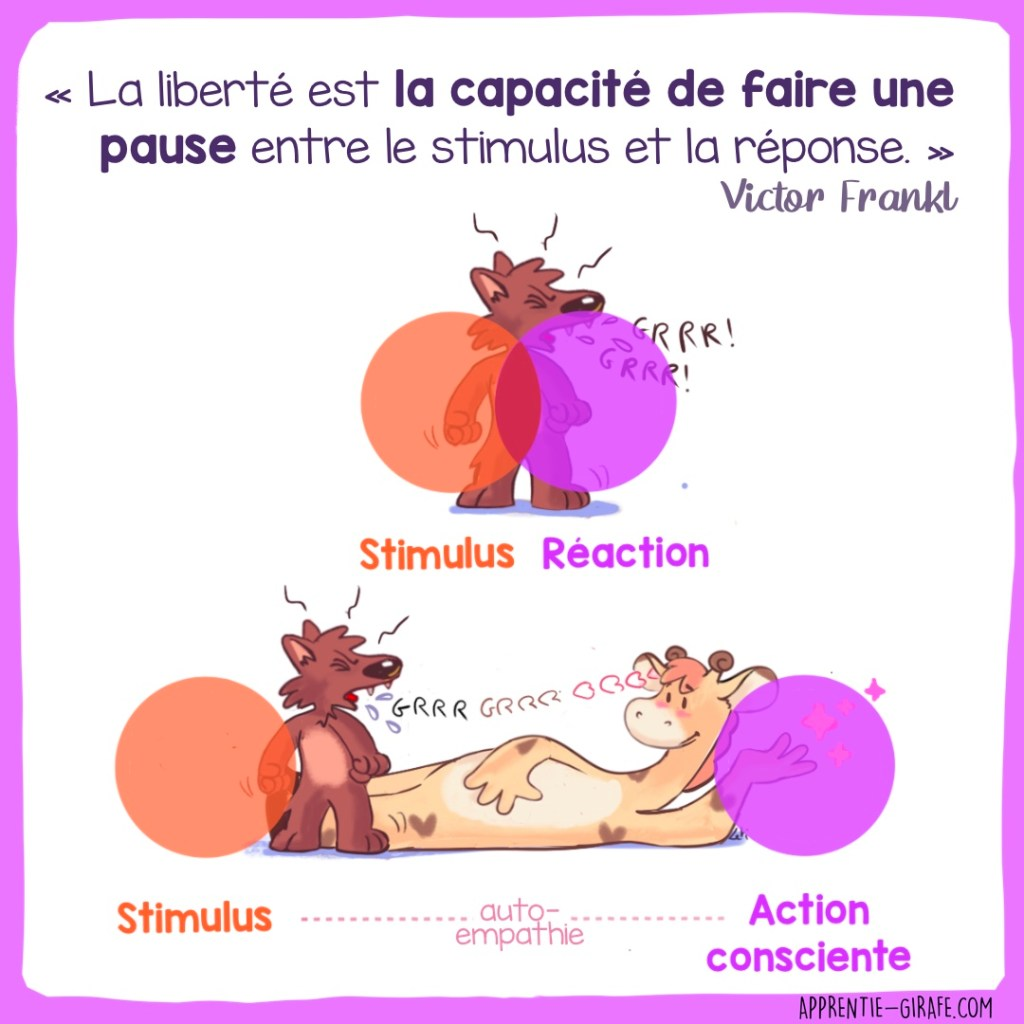 « La liberté est la capacité de faire une
pause entre le stimulus et la réponse. »
Victor Frankl
GRRR!
GRRR!
Stimulus Réaction
GRRR GRRR
Stimulus auto-empathie Action consciente
APPRENTIE-GIRAFE.COM